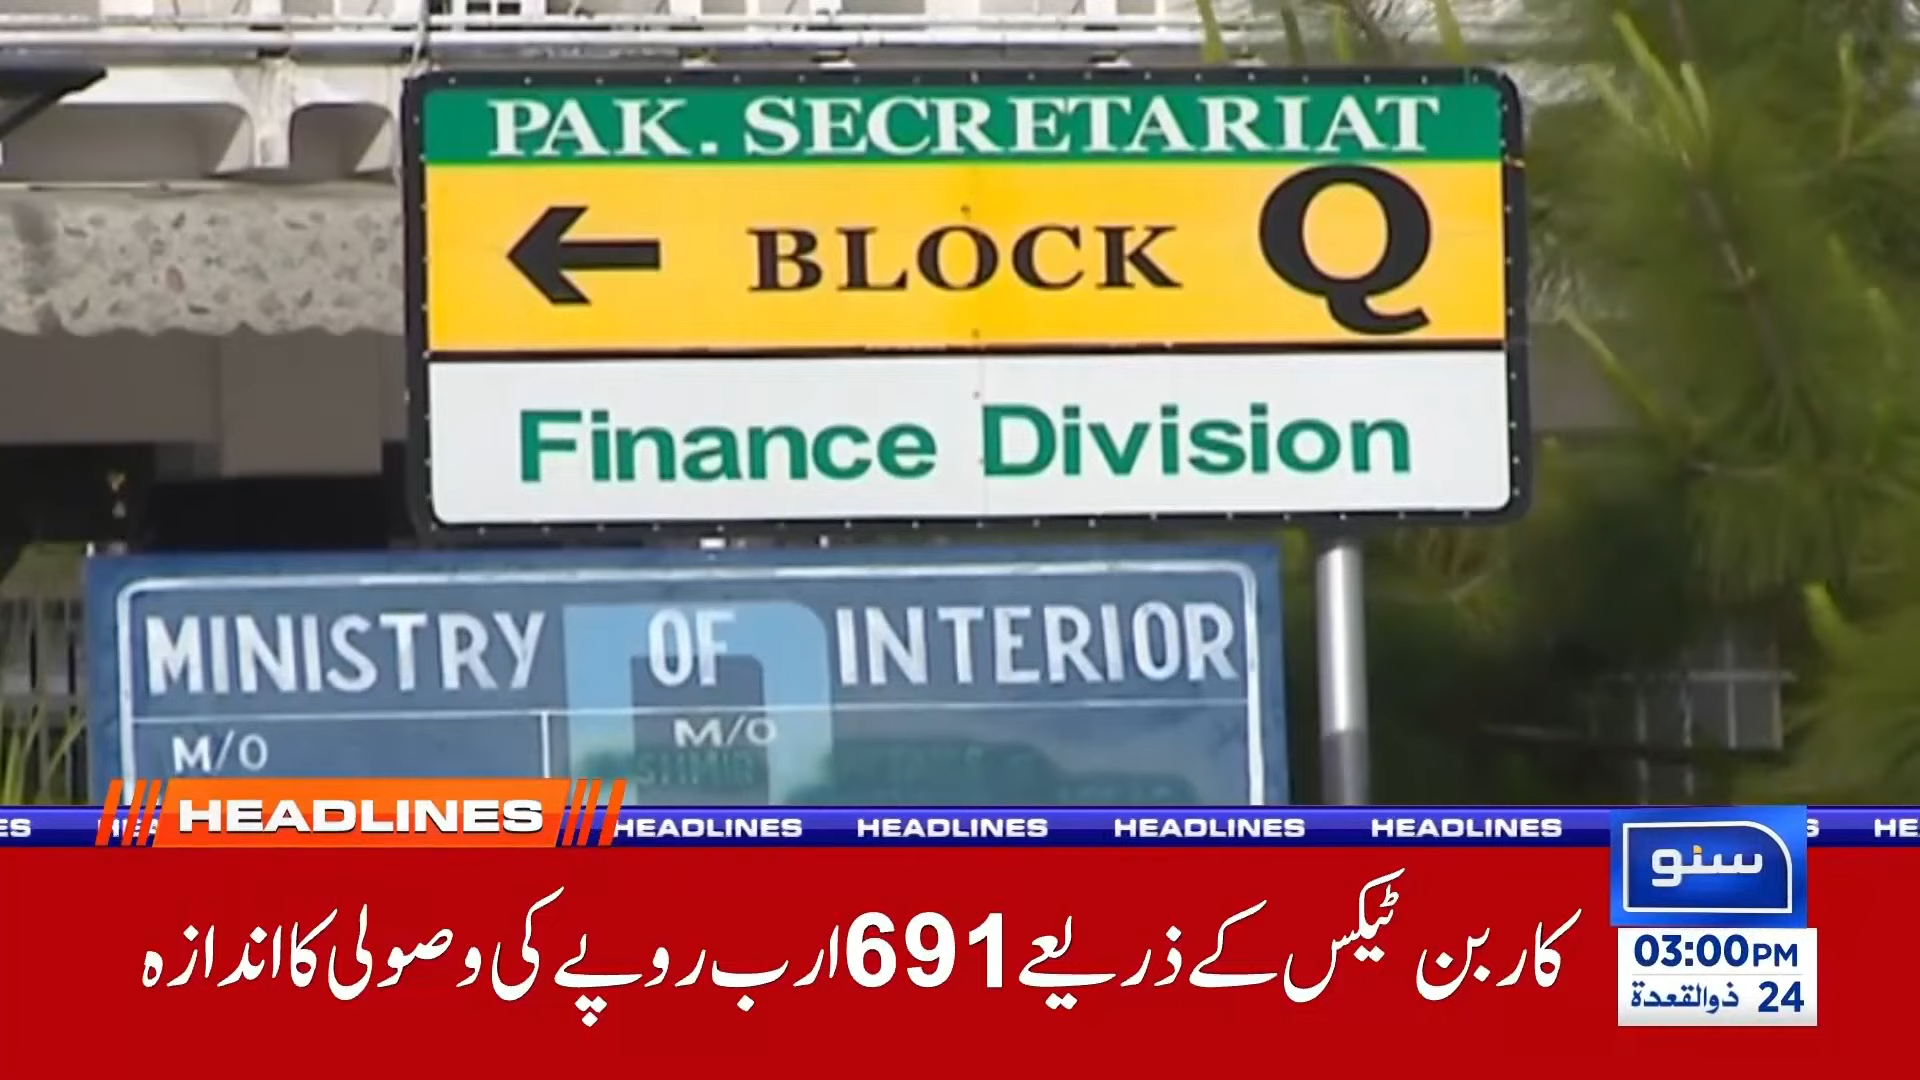 PAK. SECRETARIAT
← BLOCK Q
Finance Division
MINISTRY OF INTERIOR
M/O M/O
HEADLINES
HEADLINES HEADLINES HEADLINES HEADLINES
سنو
کاربن ٹیکس کے ذریعے 691 ارب روپے کی وصولی کا اندازہ
03:00PM
24 ذوالقعدة